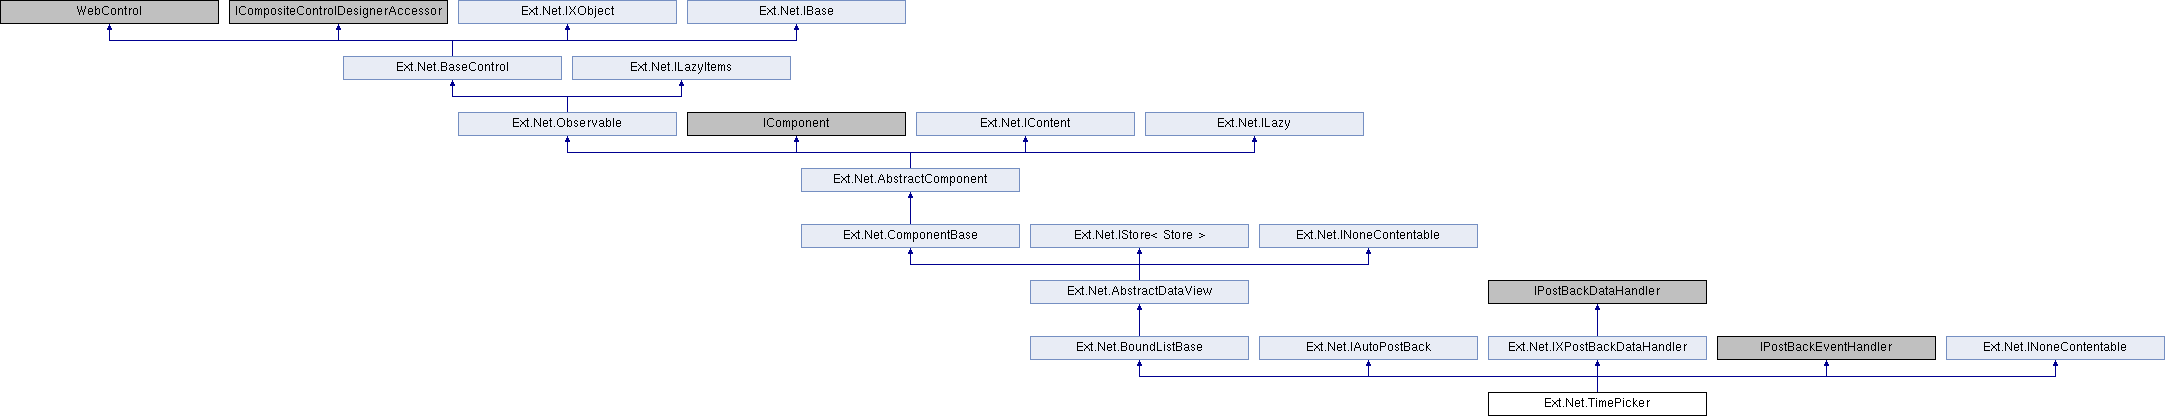 WebControl
ICompositeControlDesignerAccessor
Ext.Net.IXObject
Ext.Net.IBase
Ext.Net.BaseControl
Ext.Net.ILazyItems
Ext.Net.Observable
IComponent
Ext.Net.IContent
Ext.Net.ILazy
Ext.Net.AbstractComponent
Ext.Net.ComponentBase
Ext.Net.IStore< Store >
Ext.Net.INoneContentable
Ext.Net.AbstractDataView
IPostBackDataHandler
Ext.Net.BoundListBase
Ext.Net.IAutoPostBack
Ext.Net.IXPostBackDataHandler
IPostBackEventHandler
Ext.Net.INoneContentable
Ext.Net.TimePicker